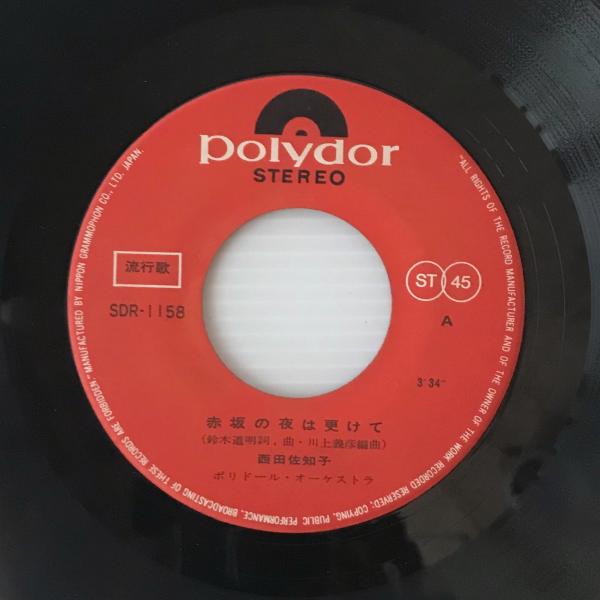 polydor
STEREO
流行歌
SDR-1158
ST 45
A
3′34″
赤坂の夜は更けて
(鈴木道明詞,曲・川上義彦編曲)
西田佐知子
ポリドール・オーケストラ
"ALL RIGHTS OF THE RECORD MANUFACTURER AND OF THE OWNER OF THE WORK RECORDED RESERVED; COPYING, PUBLIC PERFORMANCE, BROADCASTING OF THESE RECORDS ARE FORBIDDEN" MANUFACTURED BY NIPPON GRAMMOPHON CO., LTD. JAPAN.